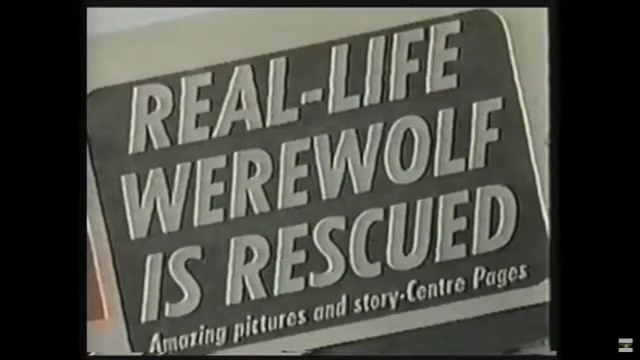 REAL-LIFE
WEREWOLF
IS RESCUED
Amazing pictures and story-Centre Pages